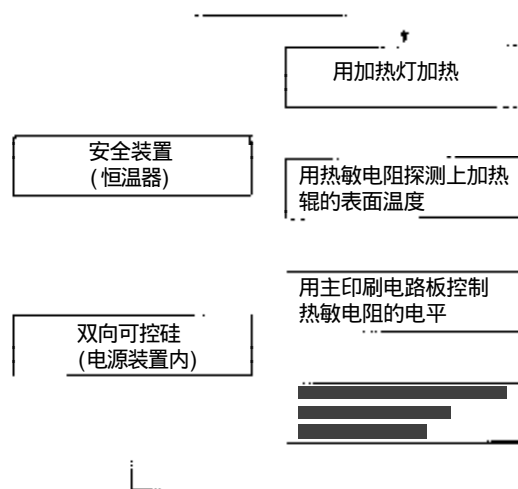 用加热灯加热
安全装置
(恒温器)
用热敏电阻探测上加热
辊的表面温度
用主印刷电路板控制
热敏电阻的电平
双向可控硅
(电源装置内)